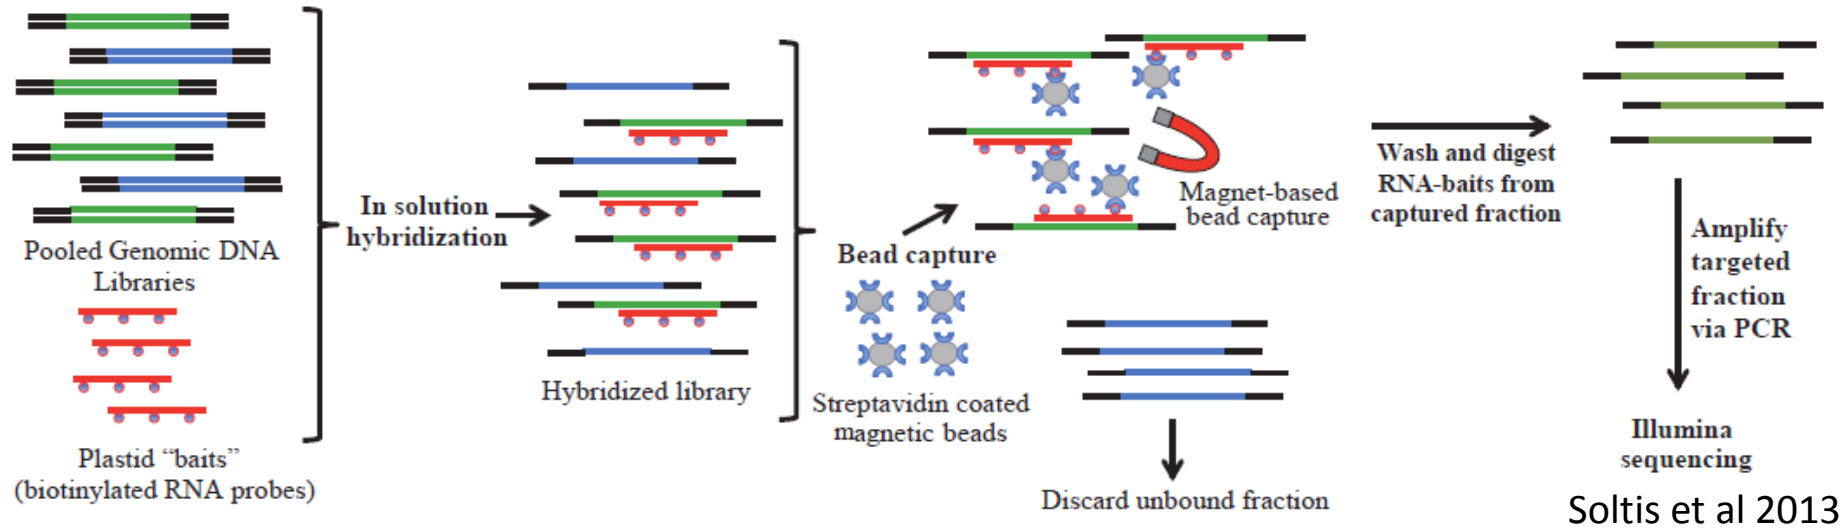 Pooled Genomic DNA
Libraries
Plastid “baits”
(biotinylated RNA probes)
In solution
hybridization
Hybridized library
Bead capture
Streptavidin coated
magnetic beads
Magnet-based
bead capture
Discard unbound fraction
Wash and digest
RNA-baits from
captured fraction
Amplify
targeted
fraction
via PCR
Illumina
sequencing
Soltis et al 2013